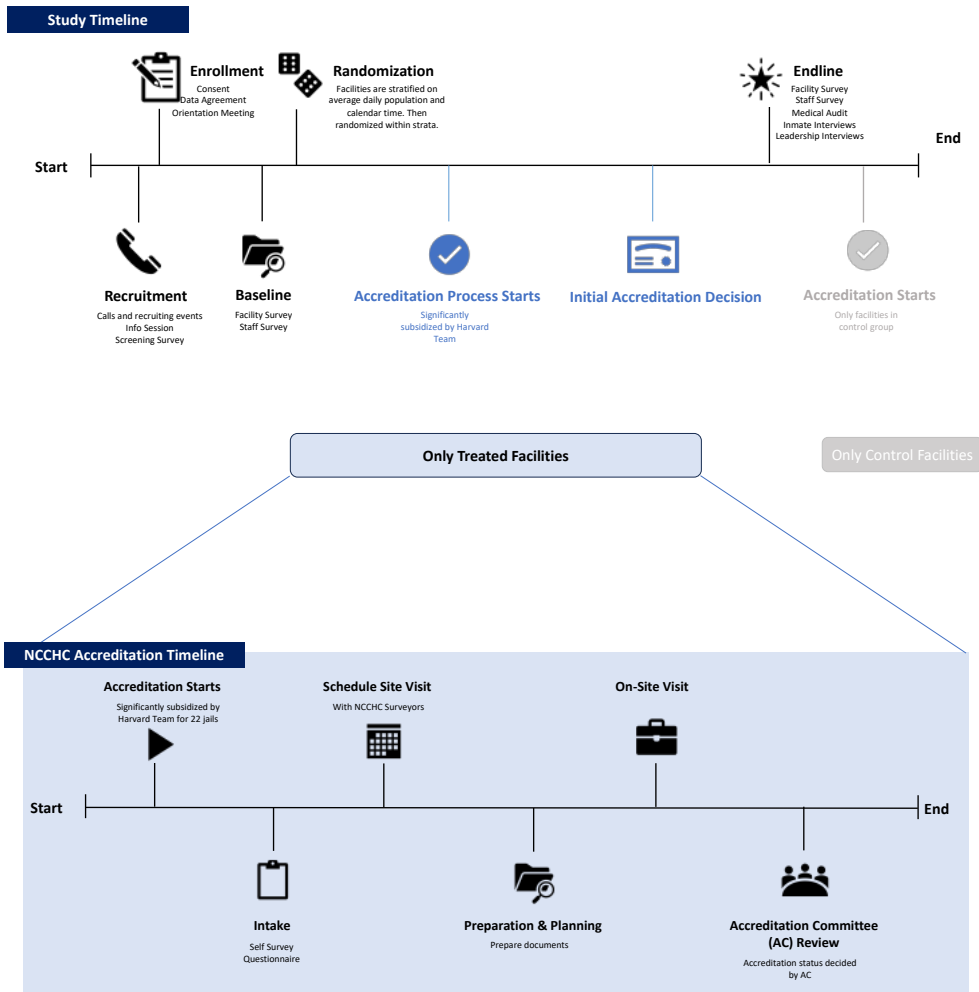 Study Timeline
Enrollment
Consent
Data Agreement
Orientation Meeting
Randomization
Facilities are stratified on
average daily population and
calendar time. Then
randomized within strata.
Endline
Facility Survey
Staff Survey
Medical Audit
Inmate Interviews
Leadership Interviews
Start
End
Recruitment
Calls and recruiting events
Info Session
Screening Survey
Baseline
Facility Survey
Staff Survey
Accreditation Process Starts
Significantly
subsidized by Harvard
Team
Initial Accreditation Decision
Accreditation Starts
Only facilities in
control group
Only Treated Facilities
Only Control Facilities
NCCHC Accreditation Timeline
Accreditation Starts
Significantly subsidized by
Harvard Team for 22 jails
Schedule Site Visit
With NCCHC Surveyors
On-Site Visit
Start
End
Intake
Self Survey
Questionnaire
Preparation & Planning
Prepare documents
Accreditation Committee
(AC) Review
Accreditation status decided
by AC